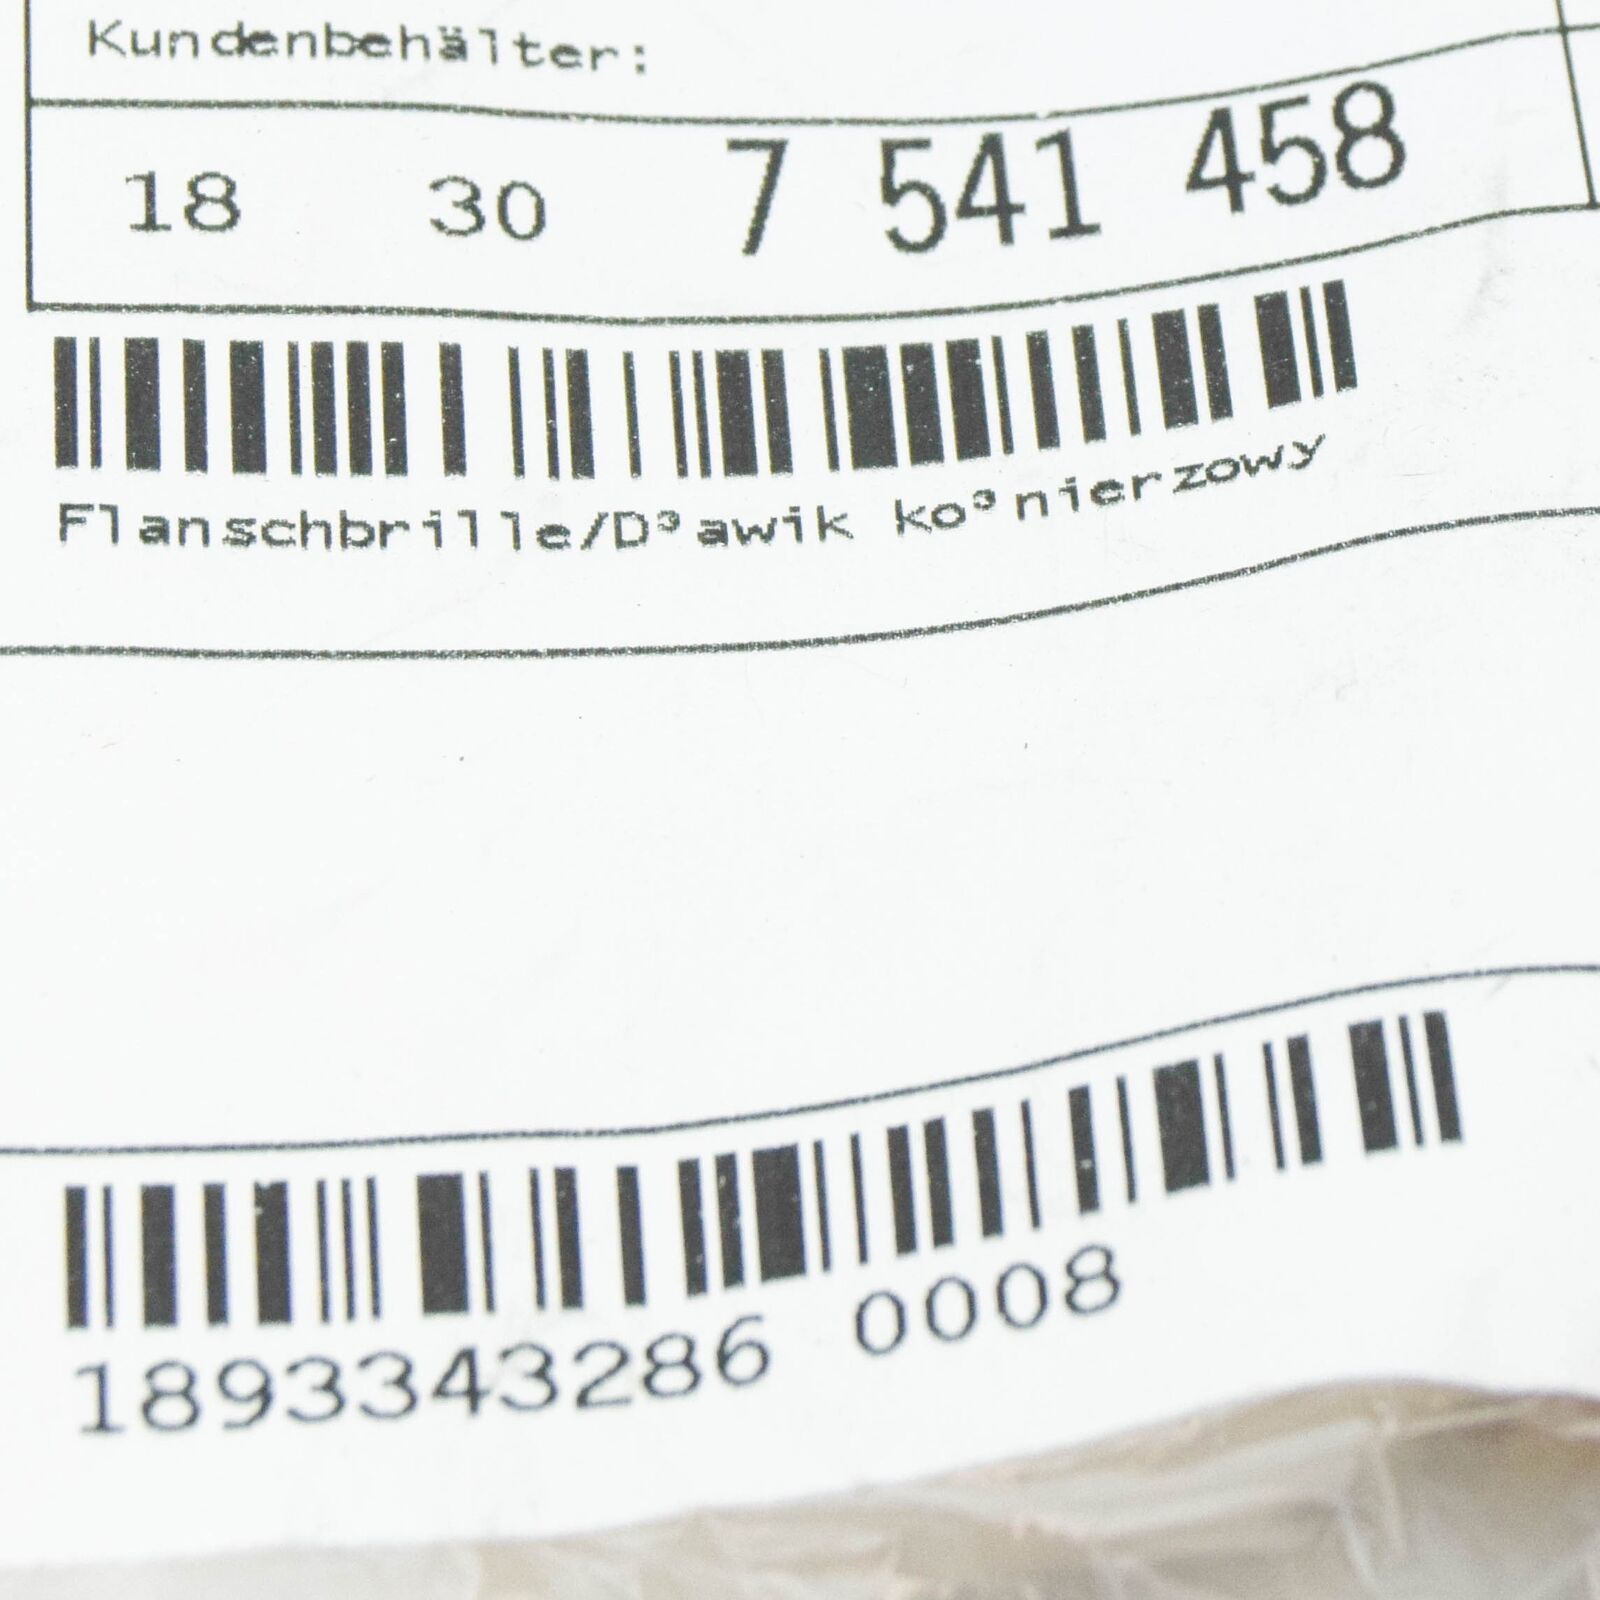 Kundenbehälter:
18 30 7 541 458
Flanschbrille/D³awik ko³nierzowy
1893343286 0008